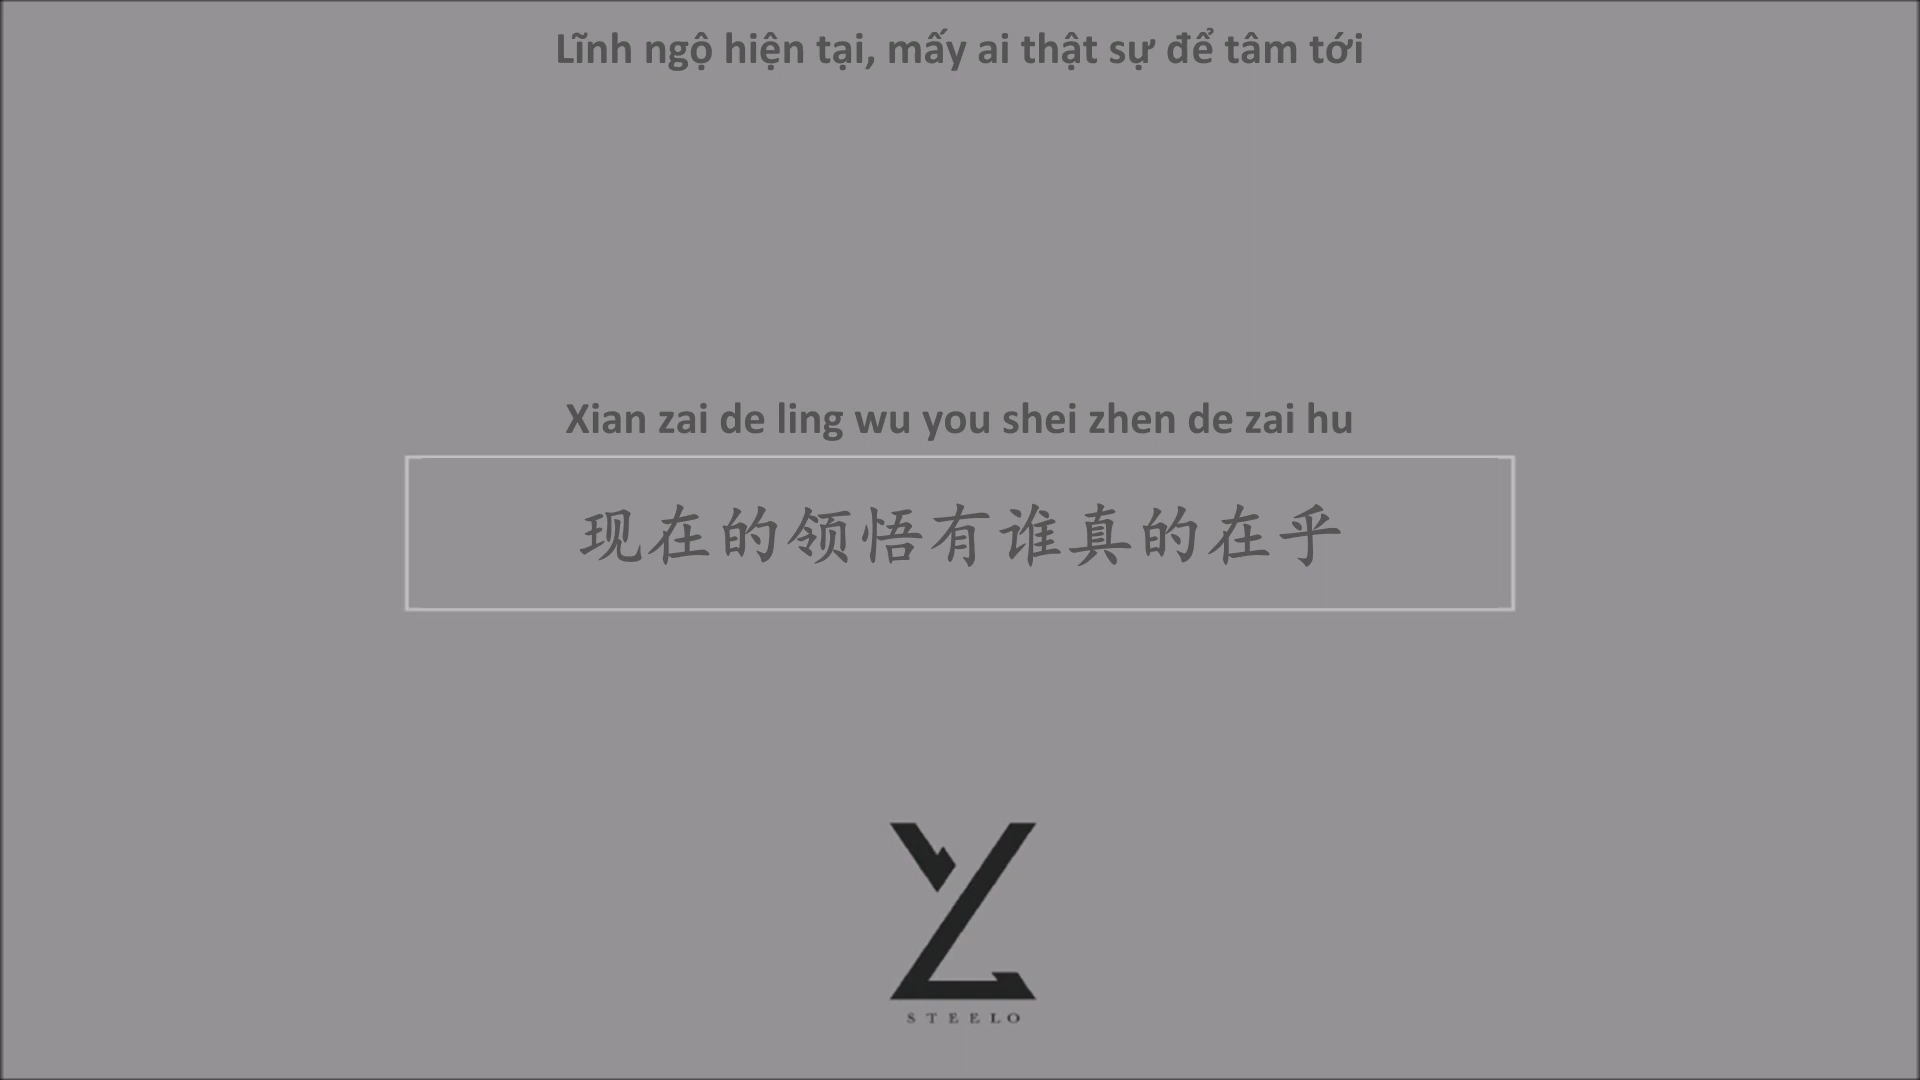 Lĩnh ngộ hiện tại, mấy ai thật sự để tâm tới
Xian zai de ling wu you shei zhen de zai hu
现在的领悟有谁真的在乎
STEELO